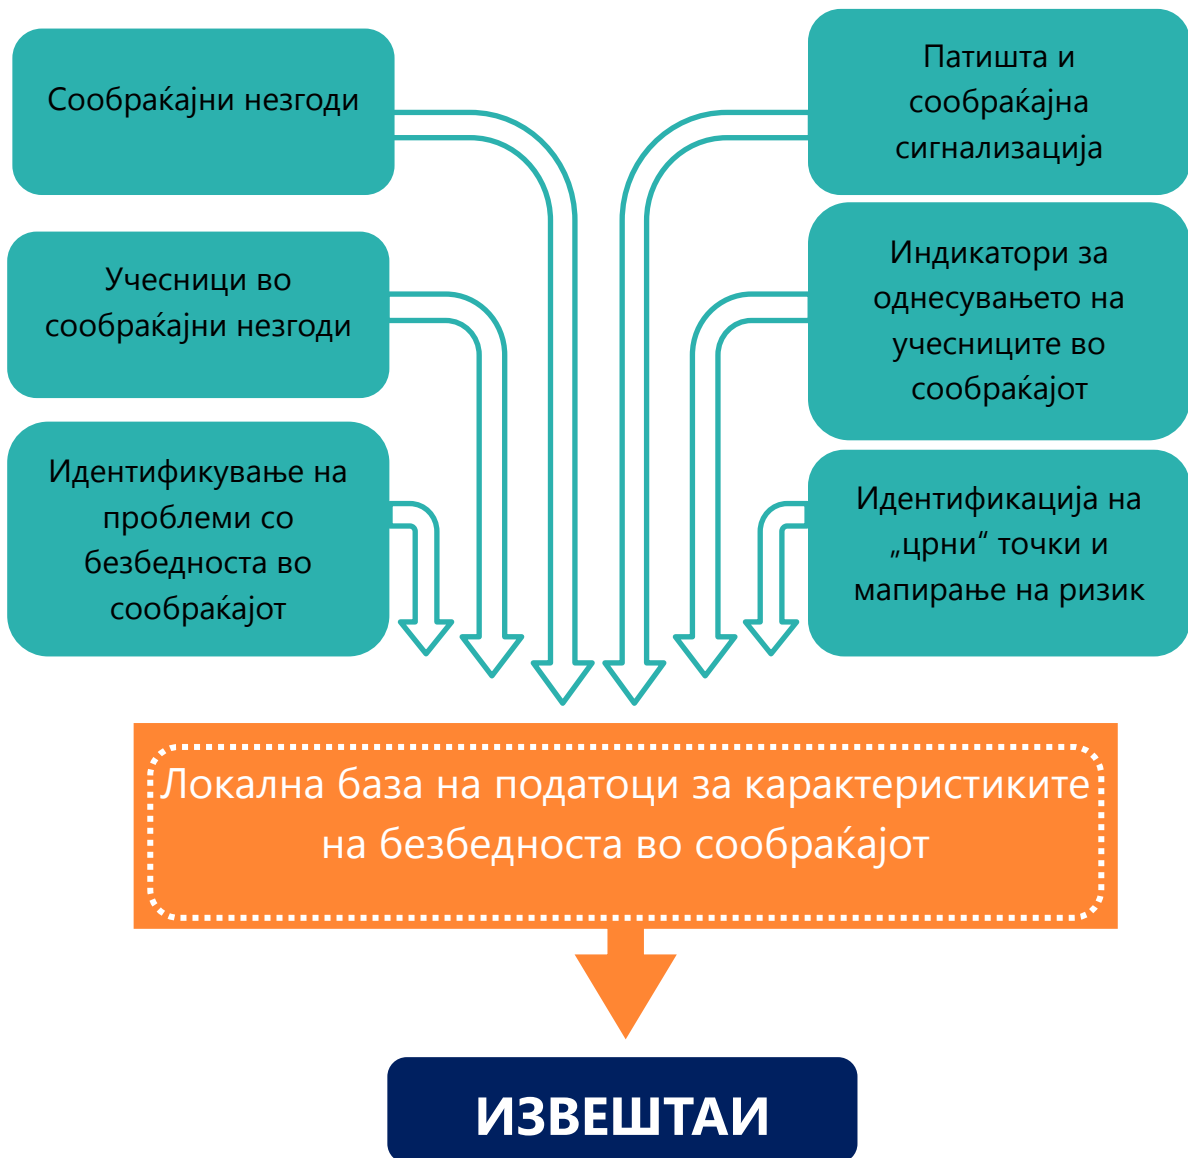 Сообраќајни незгоди
Учесници во
сообраќајни незгоди
Идентификување на
проблеми со
безбедноста во
сообраќајот
Патишта и
сообраќајна
сигнализација
Индикатори за
однесувањето на
учесниците во
сообраќајот
Идентификација на
„црни“ точки и
мапирање на ризик
Локална база на податоци за карактеристиките
на безбедноста во сообраќајот
ИЗВЕШТАИ